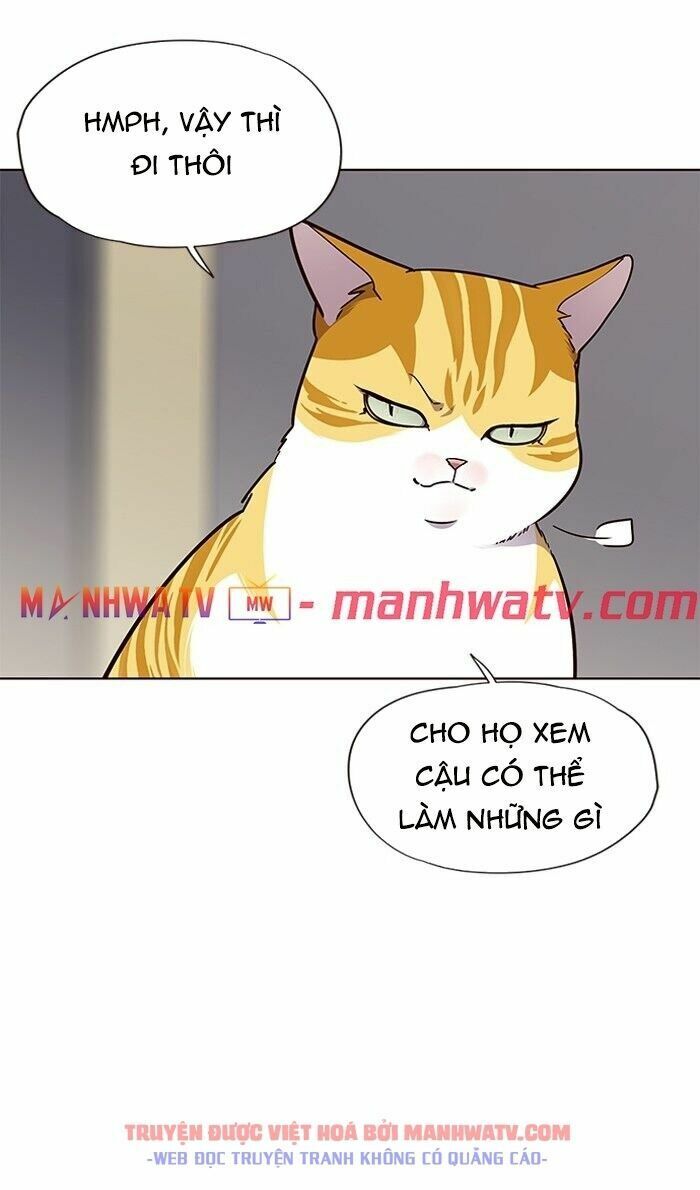 HMPH, VẬY THÌ
ĐI THÔI
MANHWATV MW - manhwatv.com
CHO HỌ XEM
CẬU CÓ THỂ
LÀM NHỮNG GÌ
TRUYỆN ĐƯỢC VIỆT HOÁ BỞI MANHWATV.COM
-WEB ĐỌC TRUYỆN TRANH KHÔNG CÓ QUẢNG CÁO-